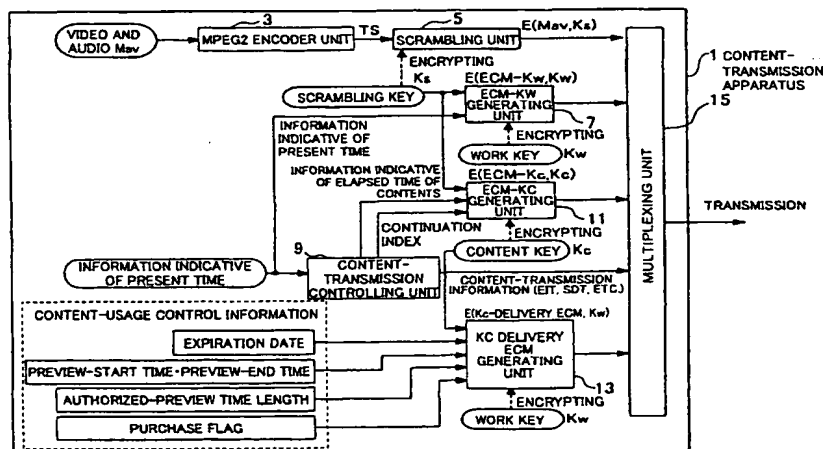 VIDEO AND
AUDIO Mav
3
MPEG2 ENCODER UNIT
TS
5
SCRAMBLING UNIT
E(Mav, Ks)
ENCRYPTING
Ks
SCRAMBLING KEY
E(ECM-Kw, Kw)
ECM-KW
GENERATING
UNIT
7
ENCRYPTING
WORK KEY
Kw
INFORMATION
INDICATIVE OF
PRESENT TIME
INFORMATION INDICATIVE
OF ELAPSED TIME OF
CONTENTS
E(ECM-Kc, Kc)
ECM-KC
GENERATING
UNIT
11
ENCRYPTING
CONTENT KEY
Kc
CONTINUATION
INDEX
9
INFORMATION INDICATIVE
OF PRESENT TIME
CONTENT-
TRANSMISSION
CONTROLLING UNIT
CONTENT-TRANSMISSION
INFORMATION (EIT, SDT, ETC.)
CONTENT-USAGE CONTROL INFORMATION
EXPIRATION DATE
PREVIEW-START TIME·PREVIEW-END TIME
AUTHORIZED-PREVIEW TIME LENGTH
PURCHASE FLAG
E(Kc-DELIVERY ECM, Kw)
KC DELIVERY
ECM
GENERATING
UNIT
13
ENCRYPTING
WORK KEY
Kw
MULTIPLEXING UNIT
1 CONTENT-
TRANSMISSION
APPARATUS
15
TRANSMISSION